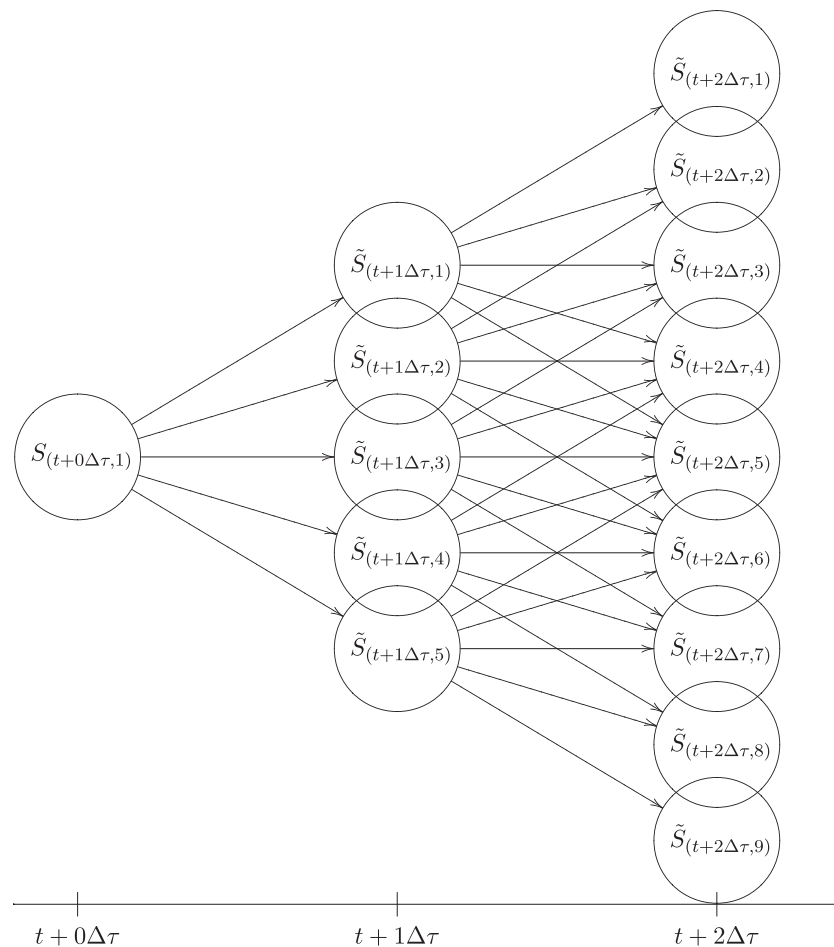 S̃(t+2Δτ,1)
S̃(t+2Δτ,2)
S̃(t+1Δτ,1)
S̃(t+2Δτ,3)
S̃(t+1Δτ,2)
S̃(t+2Δτ,4)
S(t+0Δτ,1)
S̃(t+1Δτ,3)
S̃(t+2Δτ,5)
S̃(t+1Δτ,4)
S̃(t+2Δτ,6)
S̃(t+1Δτ,5)
S̃(t+2Δτ,7)
S̃(t+2Δτ,8)
S̃(t+2Δτ,9)
t + 0Δτ
t + 1Δτ
t + 2Δτ